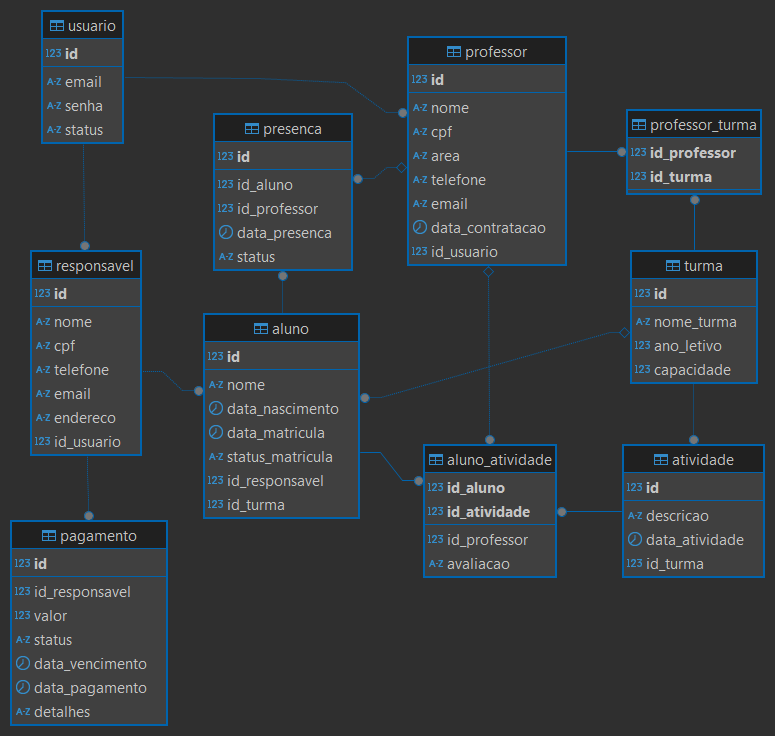 usuario
123 id
A-Z email
A-Z senha
A-Z status
professor
123 id
A-Z nome
A-Z cpf
A-Z area
A-Z telefone
A-Z email
data_contratacao
123 id_usuario
presenca
123 id
123 id_aluno
123 id_professor
data_presenca
A-Z status
professor_turma
123 id_professor
123 id_turma
responsavel
123 id
A-Z nome
A-Z cpf
A-Z telefone
A-Z email
A-Z endereco
123 id_usuario
turma
123 id
A-Z nome_turma
123 ano_letivo
123 capacidade
aluno
123 id
A-Z nome
data_nascimento
data_matricula
A-Z status_matricula
123 id_responsavel
123 id_turma
aluno_atividade
123 id_aluno
123 id_atividade
123 id_professor
A-Z avaliacao
atividade
123 id
A-Z descricao
data_atividade
123 id_turma
pagamento
123 id
123 id_responsavel
123 valor
A-Z status
data_vencimento
data_pagamento
A-Z detalhes